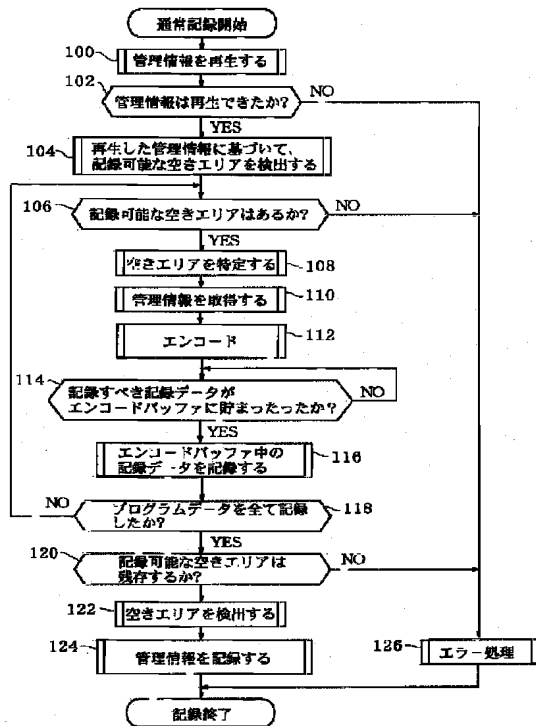 通常記録開始
100
管理情報を再生する
102
管理情報は再生できたか?
NO
YES
104
再生した管理情報に基づいて、
記録可能な空きエリアを検出する
106
記録可能な空きエリアはあるか?
NO
YES
空きエリアを特定する
108
管理情報を取得する
110
エンコード
112
114
記録すべき記録データが
エンコードバッファに貯まったったか?
NO
YES
エンコードバッファ中の
記録データを記録する
116
NO
プログラムデータを全て記録
したか?
118
YES
120
記録可能な空きエリアは
残存するか?
NO
YES
122
空きエリアを検出する
124
管理情報を記録する
126
エラー処理
記録終了